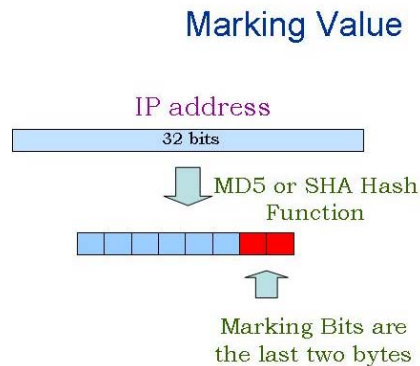 Marking Value
IP address
32 bits
MD5 or SHA Hash
Function
Marking Bits are
the last two bytes